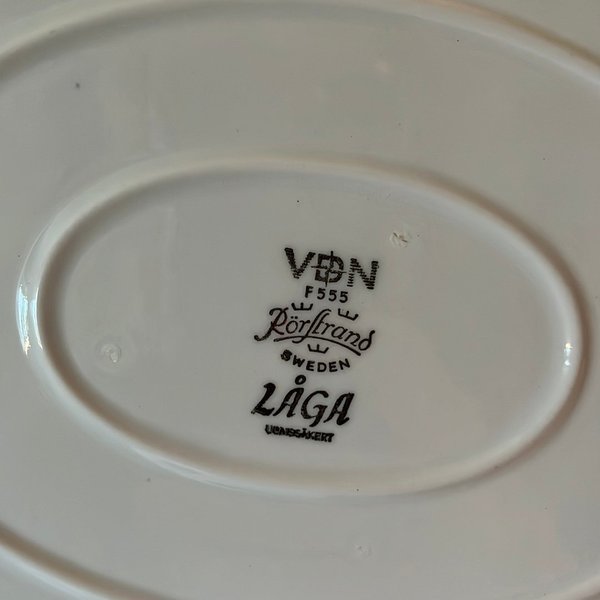 VDN
F555
Rörstrand
SWEDEN
LÅGA
UGNSSÄKERT